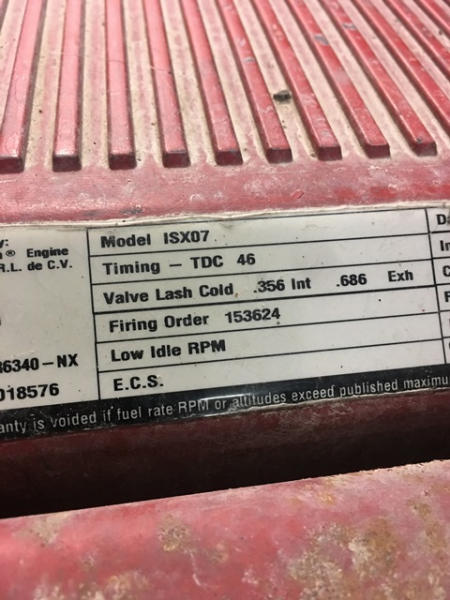 y:
® Engine
R.L. de C.V.
6340-NX
018576
Model ISX07
Timing - TDC 46
Valve Lash Cold .356 Int .686 Exh
Firing Order 153624
Low Idle RPM
E.C.S.
anty is voided if fuel rate RPM or altitudes exceed published maximu